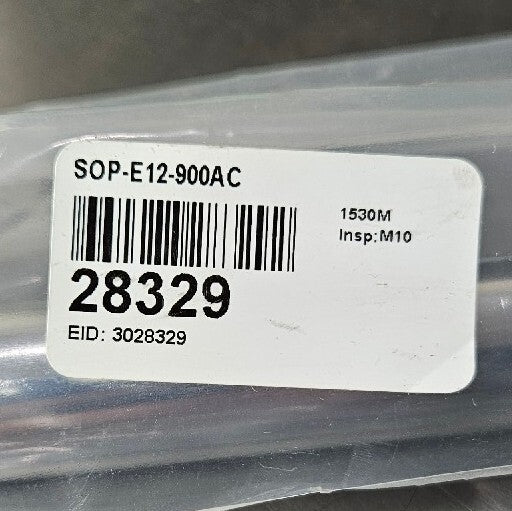 SOP-E12-900AC
1530M
Insp:M10
28329
EID: 3028329